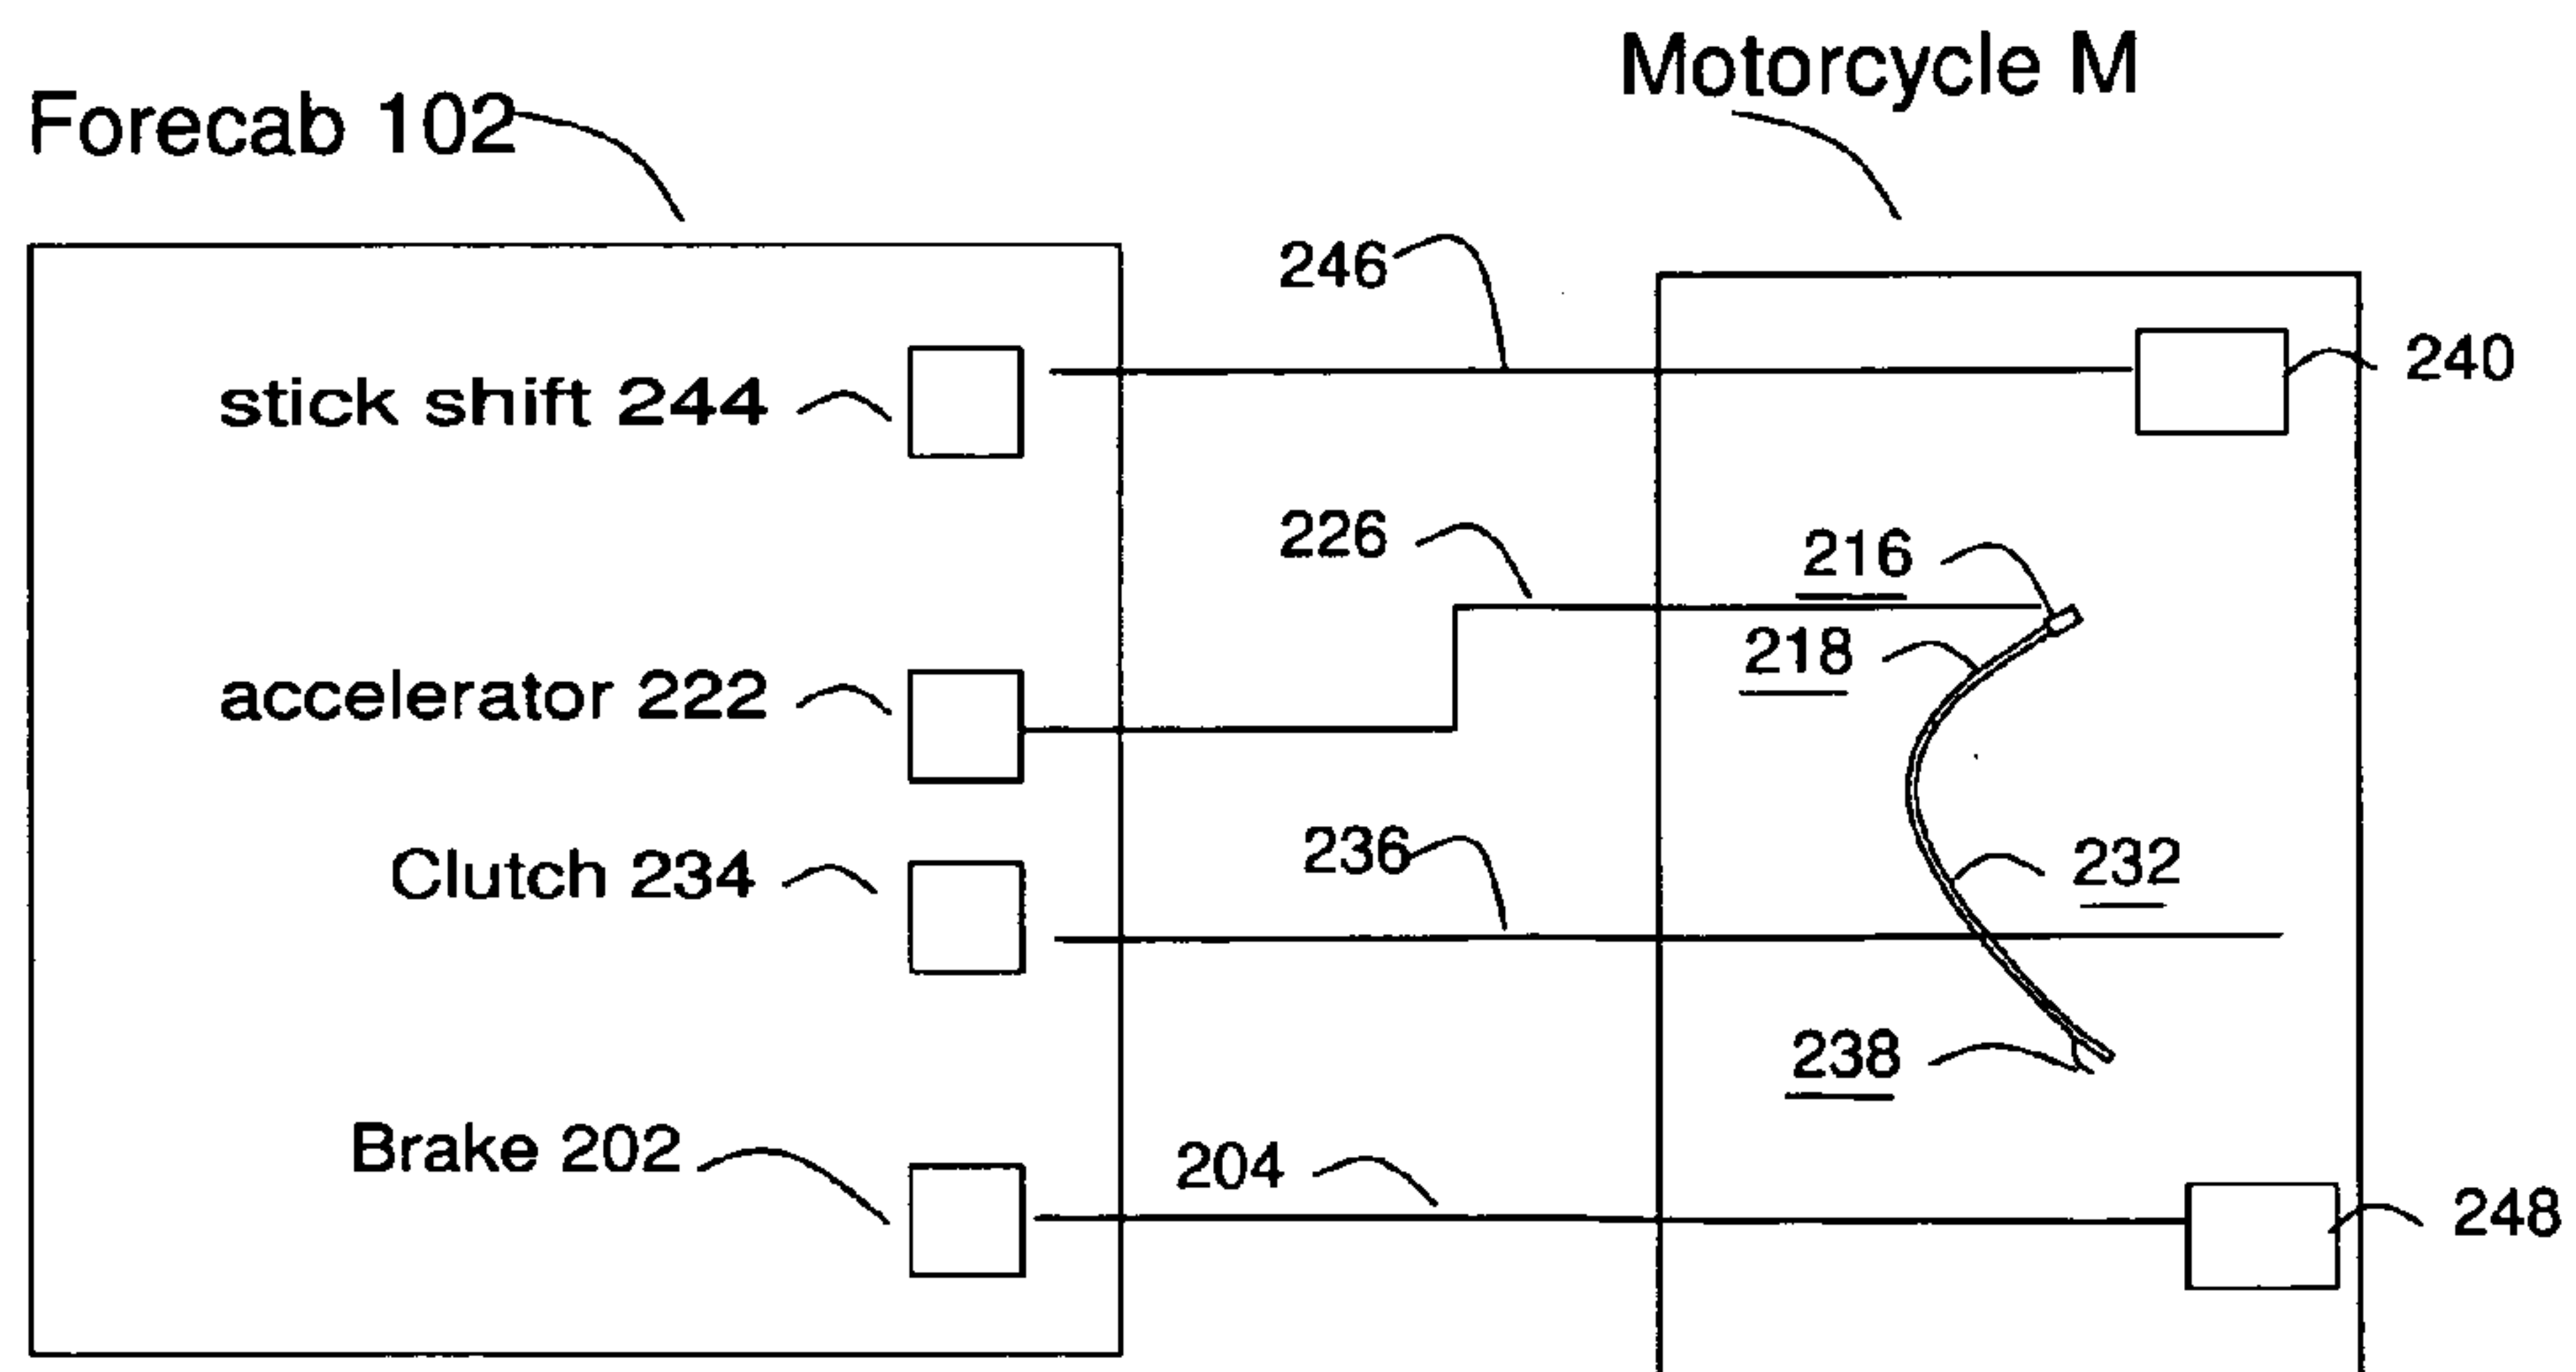 Motorcycle M
Forecab 102
246
240
stick shift 244
226
216
218
accelerator 222
236
232
Clutch 234
238
Brake 202
204
248